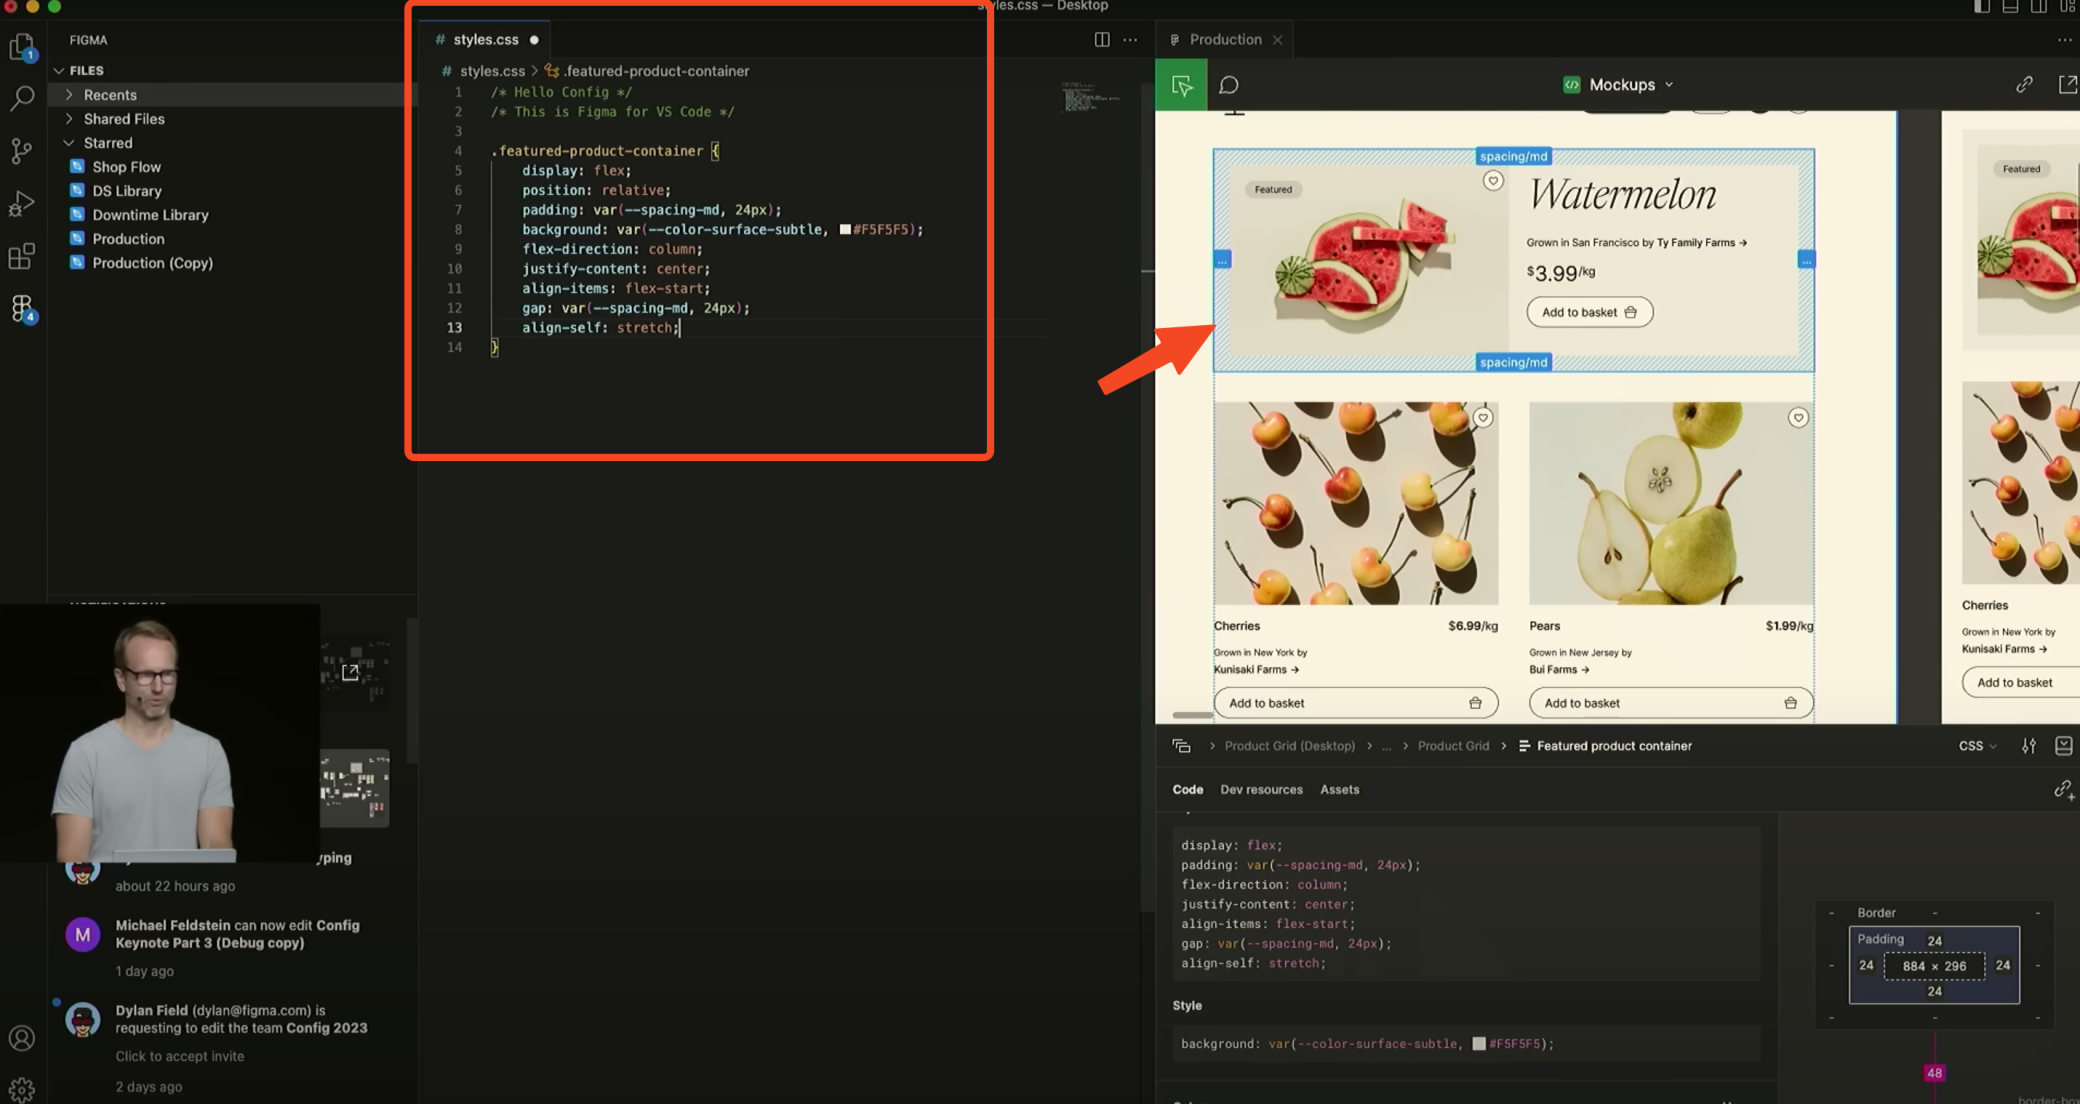 styles.css — Desktop
FIGMA
FILES
Recents
Shared Files
Starred
Shop Flow
DS Library
Downtime Library
Production
Production (Copy)
1
4
# styles.css
# styles.css > .featured-product-container
1 /* Hello Config */
2 /* This is Figma for VS Code */
3
4 .featured-product-container {
5 display: flex;
6 position: relative;
7 padding: var(--spacing-md, 24px);
8 background: var(--color-surface-subtle, #F5F5F5);
9 flex-direction: column;
10 justify-content: center;
11 align-items: flex-start;
12 gap: var(--spacing-md, 24px);
13 align-self: stretch;
14 }
Production
Mockups
spacing/md
Featured
Watermelon
Grown in San Francisco by Ty Family Farms →
$3.99/kg
Add to basket
spacing/md
...
...
Featured
Cherries $6.99/kg
Grown in New York by
Kunisaki Farms →
Add to basket
Pears $1.99/kg
Grown in New Jersey by
Bui Farms →
Add to basket
Cherries
Grown in New York by
Kunisaki Farms →
Add to basket
Product Grid (Desktop) > ... > Product Grid > Featured product container
CSS
Code Dev resources Assets
display: flex;
padding: var(--spacing-md, 24px);
flex-direction: column;
justify-content: center;
align-items: flex-start;
gap: var(--spacing-md, 24px);
align-self: stretch;
Style
background: var(--color-surface-subtle, #F5F5F5);
Border
Padding 24
24 884 × 296 24
24
48
about 22 hours ago
M
Michael Feldstein can now edit Config
Keynote Part 3 (Debug copy)
1 day ago
Dylan Field (dylan@figma.com) is
requesting to edit the team Config 2023
Click to accept invite
2 days ago